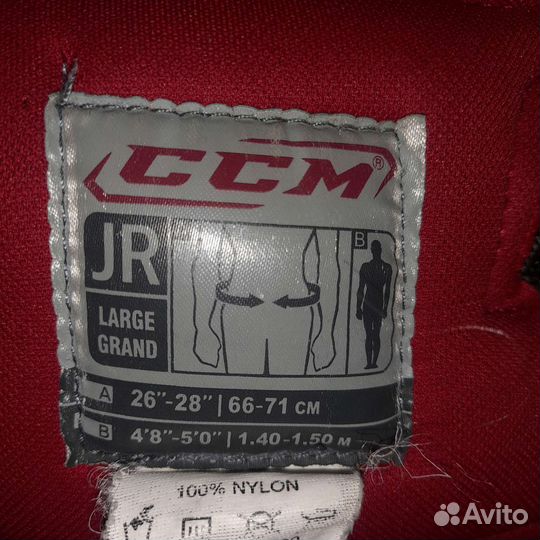 CCM®
JR
LARGE
GRAND
B
A 26"-28" | 66-71 CM
B 4'8"-5'0" | 1.40-1.50 M
100% NYLON
Avito